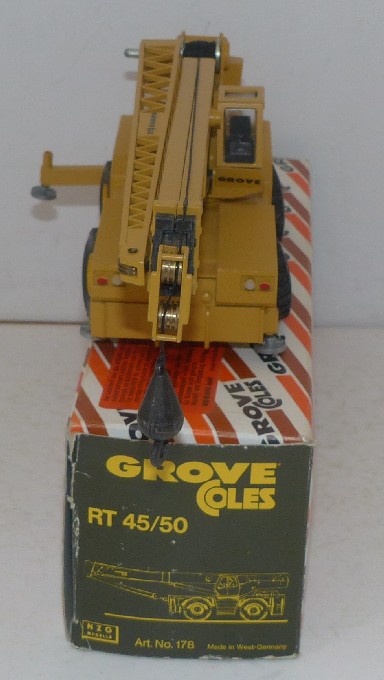 GROVE
GROVE
COLES
GROVE
COLES
RT 45/50
NZG
MODELLE
Art. No. 178
Made in West-Germany